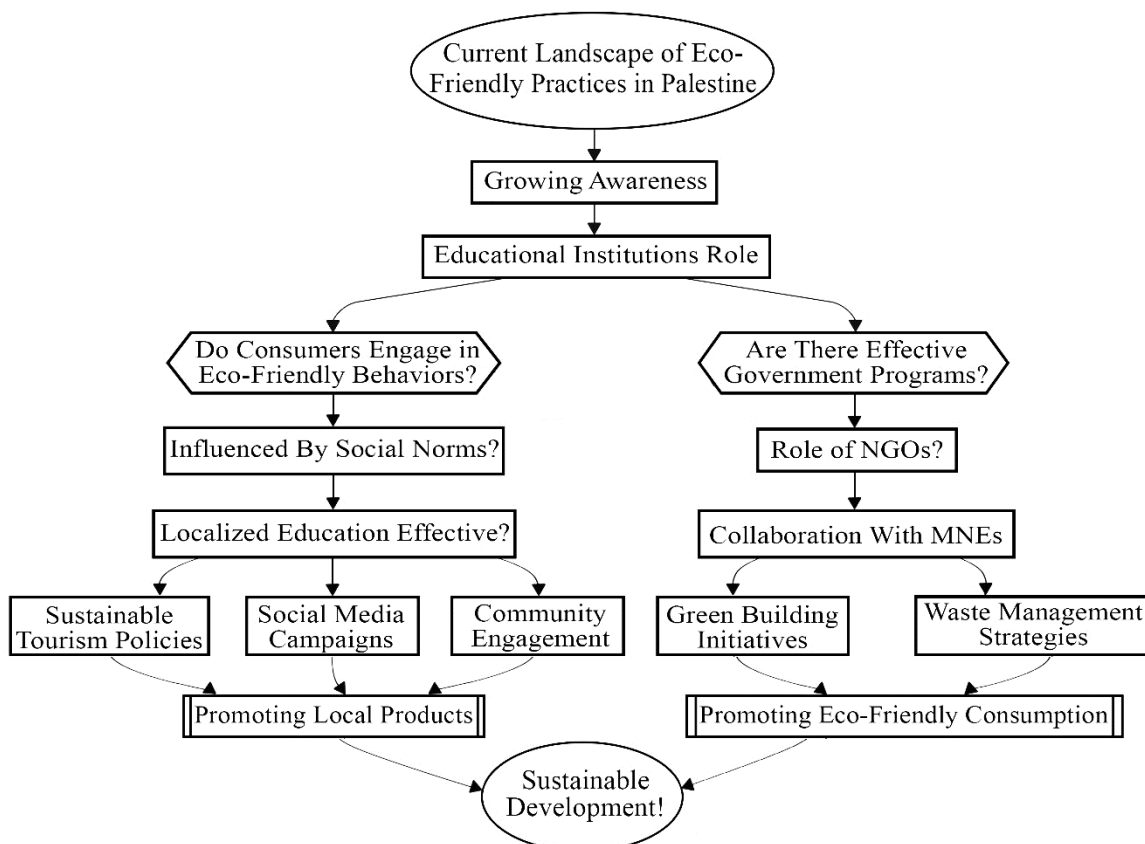 Current Landscape of Eco-
Friendly Practices in Palestine
Growing Awareness
Educational Institutions Role
Do Consumers Engage in
Eco-Friendly Behaviors?
Are There Effective
Government Programs?
Influenced By Social Norms?
Role of NGOs?
Localized Education Effective?
Collaboration With MNEs
Sustainable
Tourism Policies
Social Media
Campaigns
Community
Engagement
Green Building
Initiatives
Waste Management
Strategies
Promoting Local Products
Promoting Eco-Friendly Consumption
Sustainable
Development!